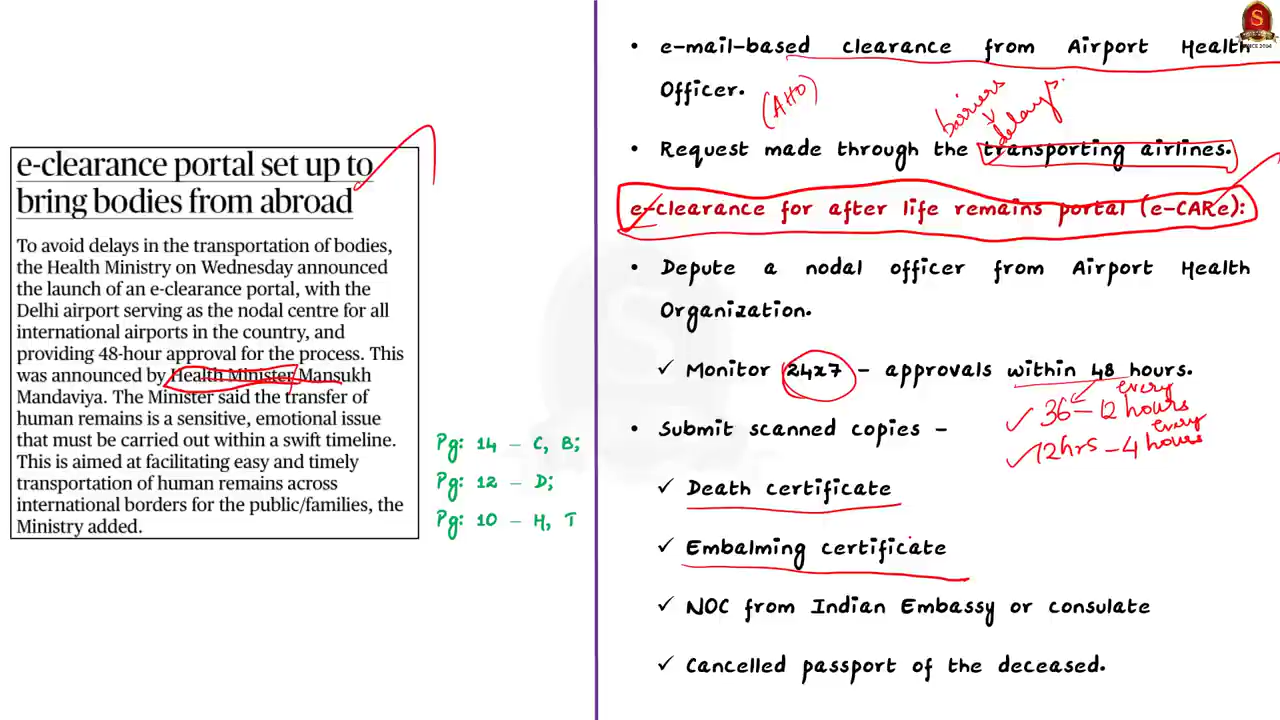 e-clearance portal set up to
bring bodies from abroad
To avoid delays in the transportation of bodies,
the Health Ministry on Wednesday announced
the launch of an e-clearance portal, with the
Delhi airport serving as the nodal centre for all
international airports in the country, and
providing 48-hour approval for the process. This
was announced by Health Minister Mansukh
Mandaviya. The Minister said the transfer of
human remains is a sensitive, emotional issue
that must be carried out within a swift timeline.
This is aimed at facilitating easy and timely
transportation of human remains across
international borders for the public/families, the
Ministry added.
Pg: 14 – C, B;
Pg: 12 – D;
Pg: 10 – H, T
• e-mail-based clearance from Airport Health
Officer.
(AHO)
barriers
delays
• Request made through the transporting airlines.
e-clearance for after life remains portal (e-CARe):
• Depute a nodal officer from Airport Health
Organization.
✓ Monitor 24x7 – approvals within 48 hours.
✓ 36 – 12 hours
every
✓ 12hrs – 4 hours
every
• Submit scanned copies –
✓ Death certificate
✓ Embalming certificate
✓ NOC from Indian Embassy or consulate
✓ Cancelled passport of the deceased.
S
SINCE 2004